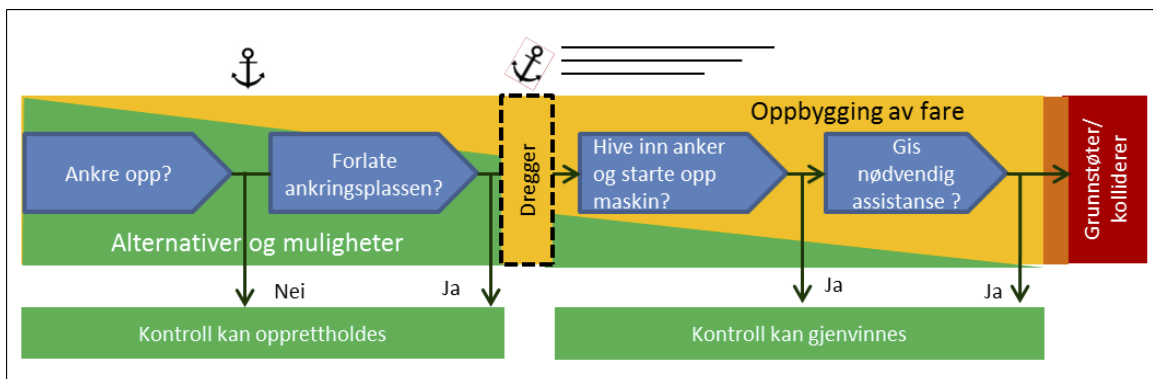 Oppbygging av fare
Ankre opp?
Forlate
ankringsplassen?
Dregger
Hive inn anker
og starte opp
maskin?
Gis
nødvendig
assistanse ?
Grunnstøter/
kolliderer
Alternativer og muligheter
Nei
Ja
Ja
Ja
Kontroll kan opprettholdes
Kontroll kan gjenvinnes